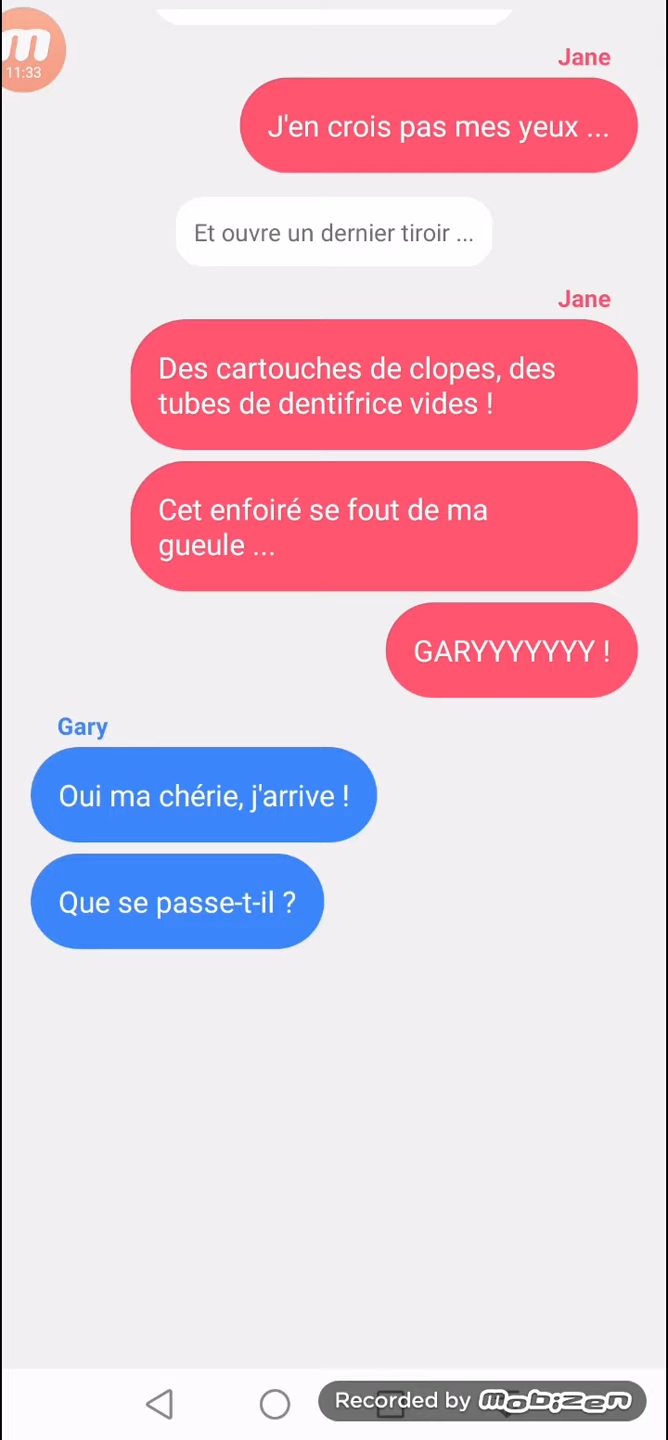 m
11:33
Jane
J'en crois pas mes yeux ...
Et ouvre un dernier tiroir ...
Jane
Des cartouches de clopes, des
tubes de dentifrice vides !
Cet enfoiré se fout de ma
gueule ...
GARYYYYYYY !
Gary
Oui ma chérie, j'arrive !
Que se passe-t-il ?
Recorded by mobizen